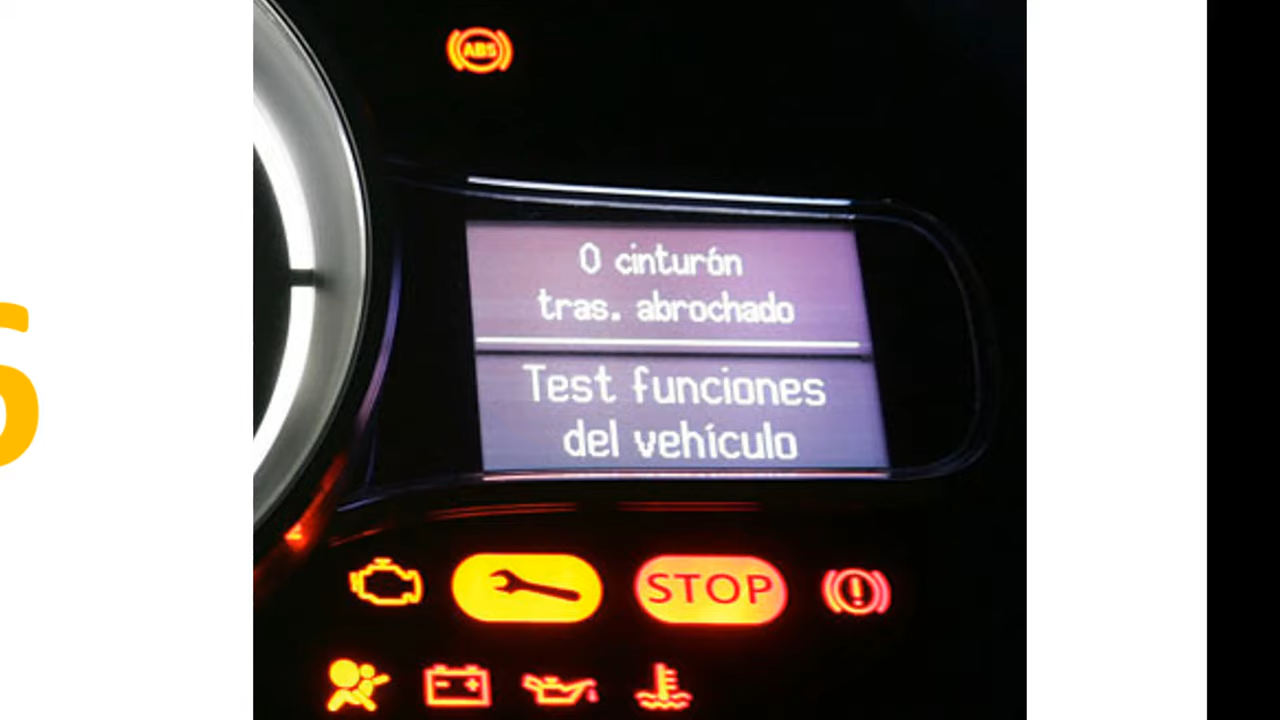 ABS
0 cinturón
tras. abrochado
Test funciones
del vehículo
STOP